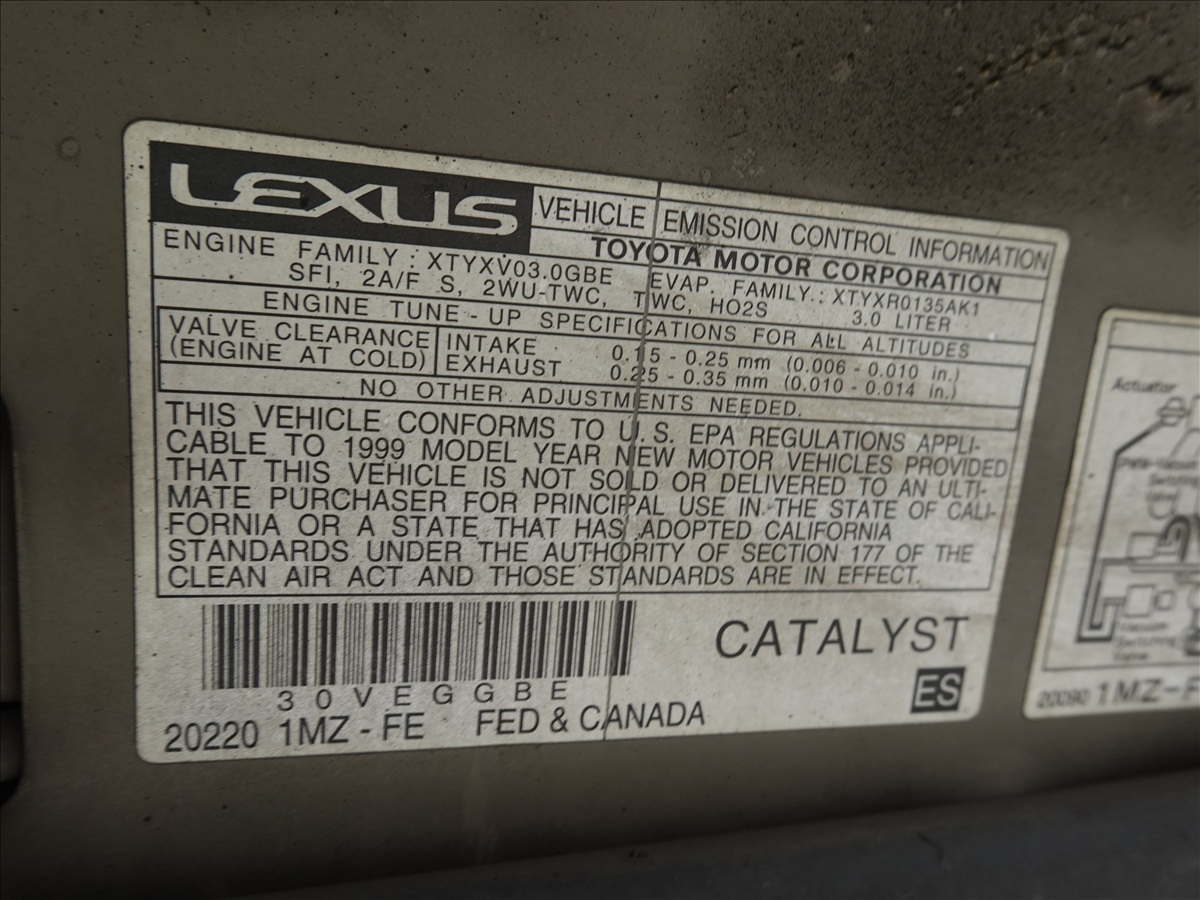 LEXUS
VEHICLE EMISSION CONTROL INFORMATION
TOYOTA MOTOR CORPORATION
ENGINE FAMILY : XTYXV03.0GBE EVAP. FAMILY : XTYXR0135AK1
SFI, 2A/F S, 2WU-TWC, TWC, HO2S 3.0 LITER
ENGINE TUNE - UP SPECIFICATIONS FOR ALL ALTITUDES
VALVE CLEARANCE INTAKE 0.15 - 0.25 mm (0.006 - 0.010 in.)
(ENGINE AT COLD) EXHAUST 0.25 - 0.35 mm (0.010 - 0.014 in.)
NO OTHER ADJUSTMENTS NEEDED.
THIS VEHICLE CONFORMS TO U.S. EPA REGULATIONS APPLI-
CABLE TO 1999 MODEL YEAR NEW MOTOR VEHICLES PROVIDED
THAT THIS VEHICLE IS NOT SOLD OR DELIVERED TO AN ULTI-
MATE PURCHASER FOR PRINCIPAL USE IN THE STATE OF CALI-
FORNIA OR A STATE THAT HAS ADOPTED CALIFORNIA
STANDARDS UNDER THE AUTHORITY OF SECTION 177 OF THE
CLEAN AIR ACT AND THOSE STANDARDS ARE IN EFFECT.
CATALYST
30VEGGBE
ES
20220 1MZ - FE FED & CANADA
Actuator
Switching
Valve
Vacuum
Switching
Valve
20090 1MZ-F